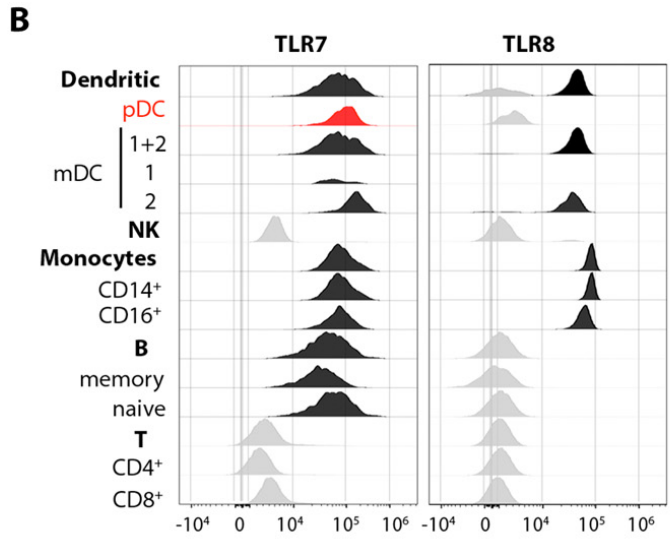 B
TLR7 TLR8
Dendritic
pDC
1+2
mDC 1
2
NK
Monocytes
CD14⁺
CD16⁺
B
memory
naive
T
CD4⁺
CD8⁺
-10⁴ 0 10⁴ 10⁵ 10⁶ -10⁴ 0 10⁴ 10⁵ 10⁶